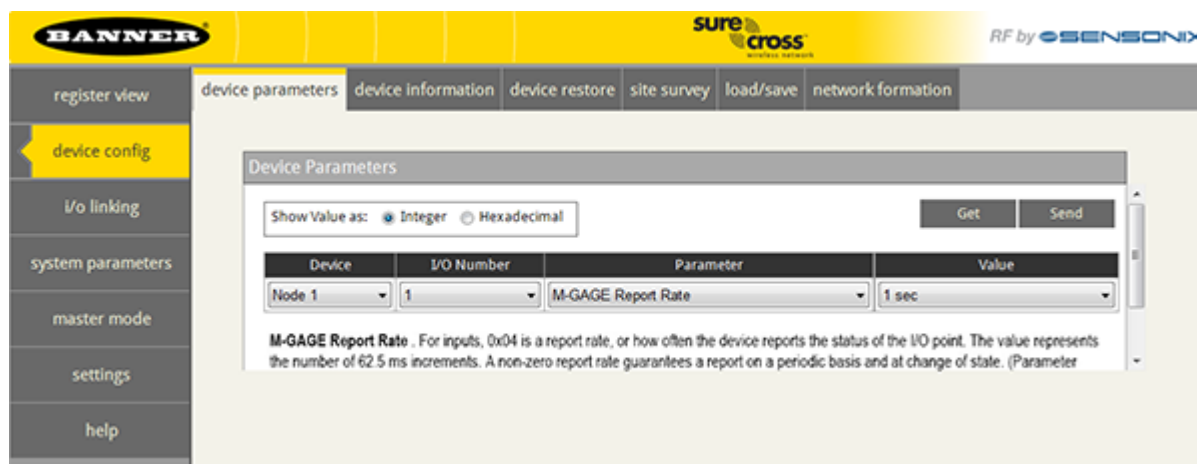 BANNER
sure cross
wireless network
RF by SENSONIX
register view
device config
i/o linking
system parameters
master mode
settings
help
device parameters device information device restore site survey load/save network formation
Device Parameters
Show Value as: Integer Hexadecimal
Get Send
Device I/O Number Parameter Value
Node 1 1 M-GAGE Report Rate 1 sec
M-GAGE Report Rate . For inputs, 0x04 is a report rate, or how often the device reports the status of the I/O point. The value represents
the number of 62.5 ms increments. A non-zero report rate guarantees a report on a periodic basis and at change of state. (Parameter